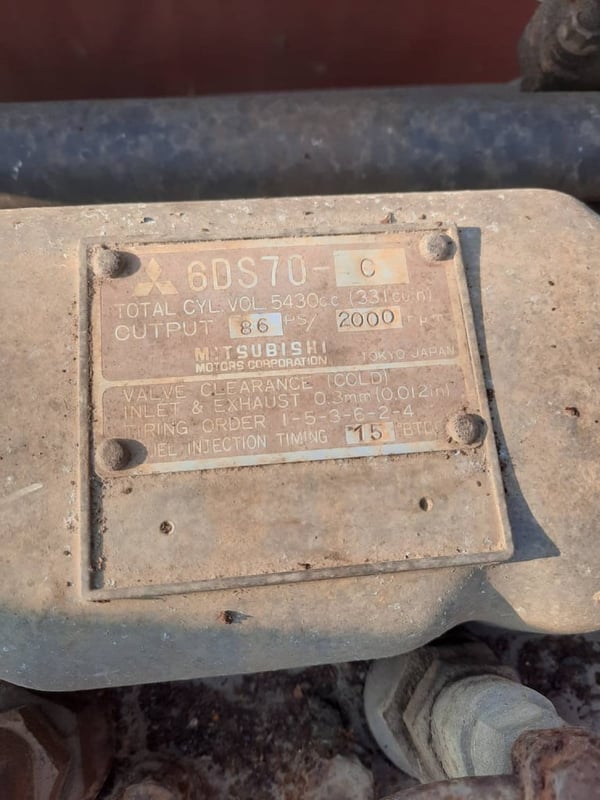 6DS70- C
TOTAL CYL. VOL. 5430cc (331cu in)
OUTPUT 86 PS/ 2000 rpm
MITSUBISHI
MOTORS CORPORATION TOKYO JAPAN
VALVE CLEARANCE (COLD)
INLET & EXHAUST 0.3mm (0.012in)
FIRING ORDER 1-5-3-6-2-4
FUEL INJECTION TIMING 15 °BTDC